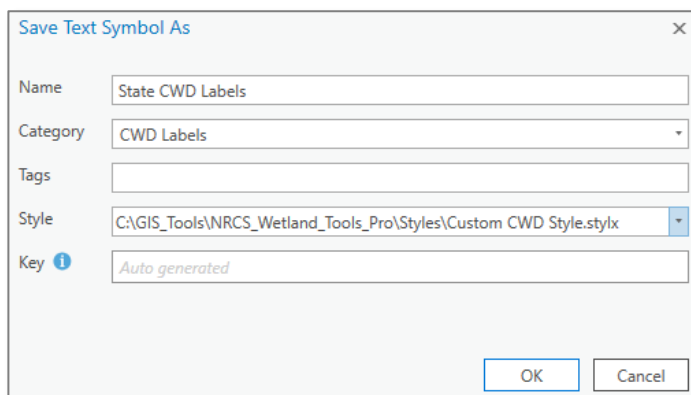 Save Text Symbol As
Name State CWD Labels
Category CWD Labels
Tags
Style C:\GIS_Tools\NRCS_Wetland_Tools_Pro\Styles\Custom CWD Style.stylx
Key Auto generated
OK Cancel